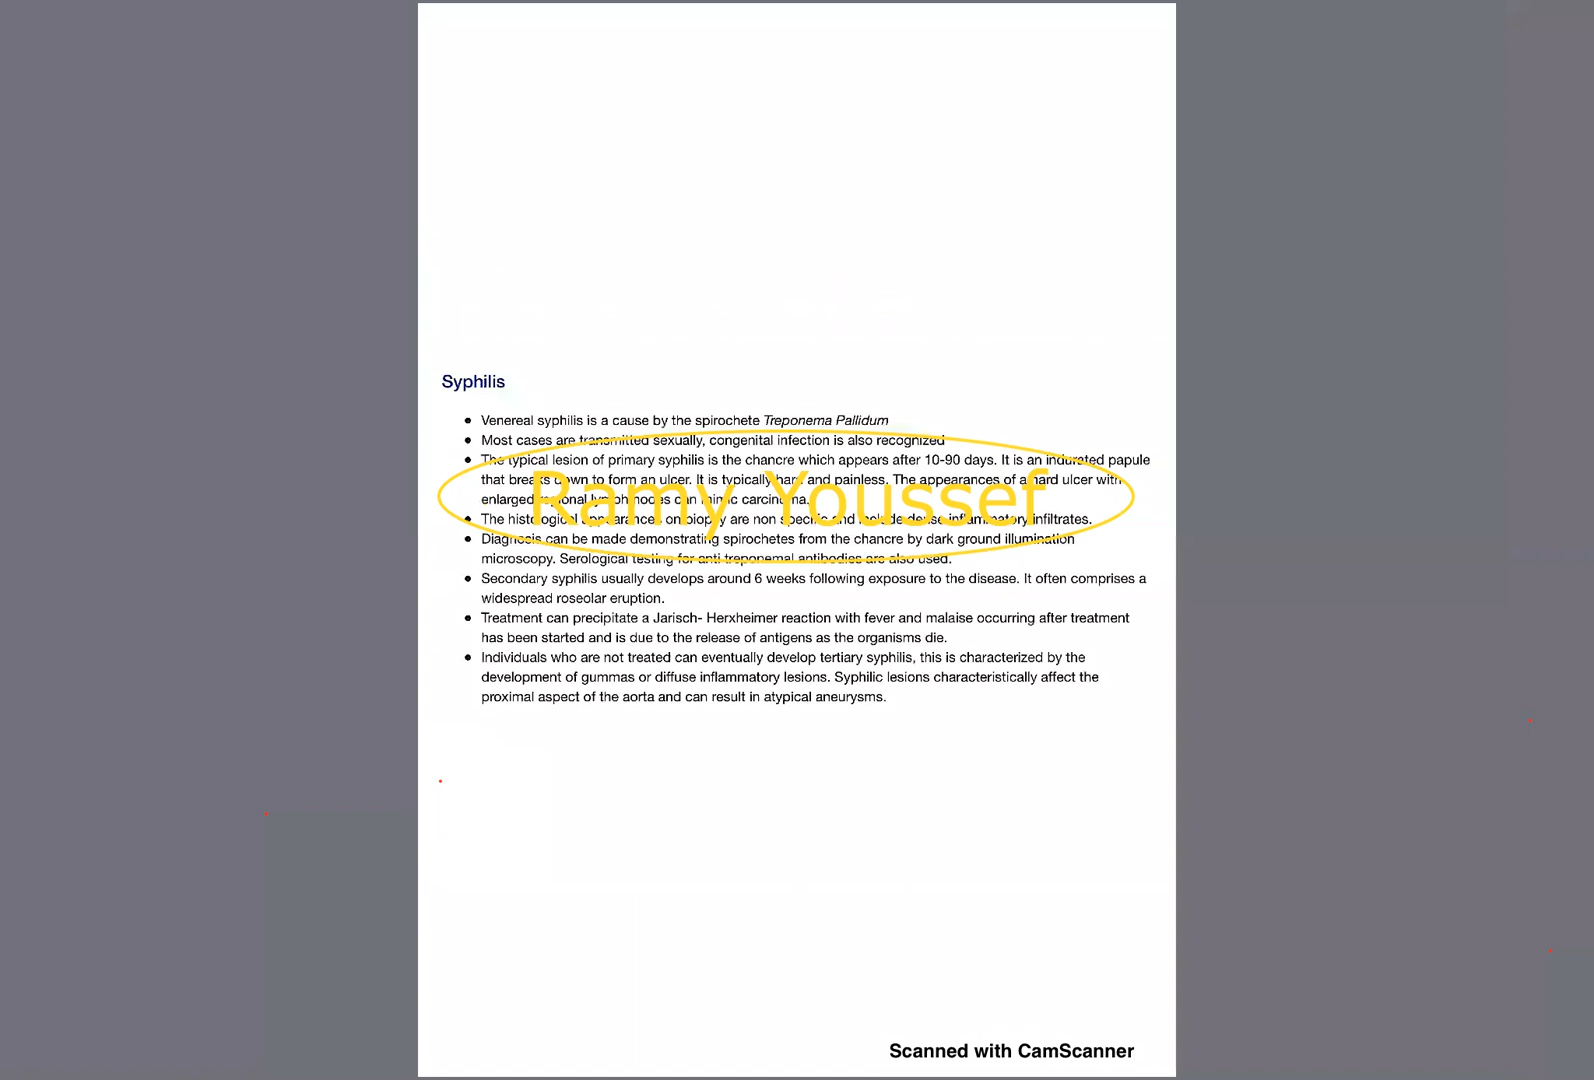 Syphilis
• Venereal syphilis is a cause by the spirochete Treponema Pallidum
• Most cases are transmitted sexually, congenital infection is also recognized
• The typical lesion of primary syphilis is the chancre which appears after 10-90 days. It is an indurated papule
that breaks down to form an ulcer. It is typically hard and painless. The appearances of a hard ulcer with
enlarged regional lymph nodes can mimic carcinoma.
• The histological appearances on biopsy are non specific and include dense inflammatory infiltrates.
• Diagnosis can be made demonstrating spirochetes from the chancre by dark ground illumination
microscopy. Serological testing for anti treponemal antibodies are also used.
• Secondary syphilis usually develops around 6 weeks following exposure to the disease. It often comprises a
widespread roseolar eruption.
• Treatment can precipitate a Jarisch- Herxheimer reaction with fever and malaise occurring after treatment
has been started and is due to the release of antigens as the organisms die.
• Individuals who are not treated can eventually develop tertiary syphilis, this is characterized by the
development of gummas or diffuse inflammatory lesions. Syphilic lesions characteristically affect the
proximal aspect of the aorta and can result in atypical aneurysms.
Ramy Youssef
Scanned with CamScanner